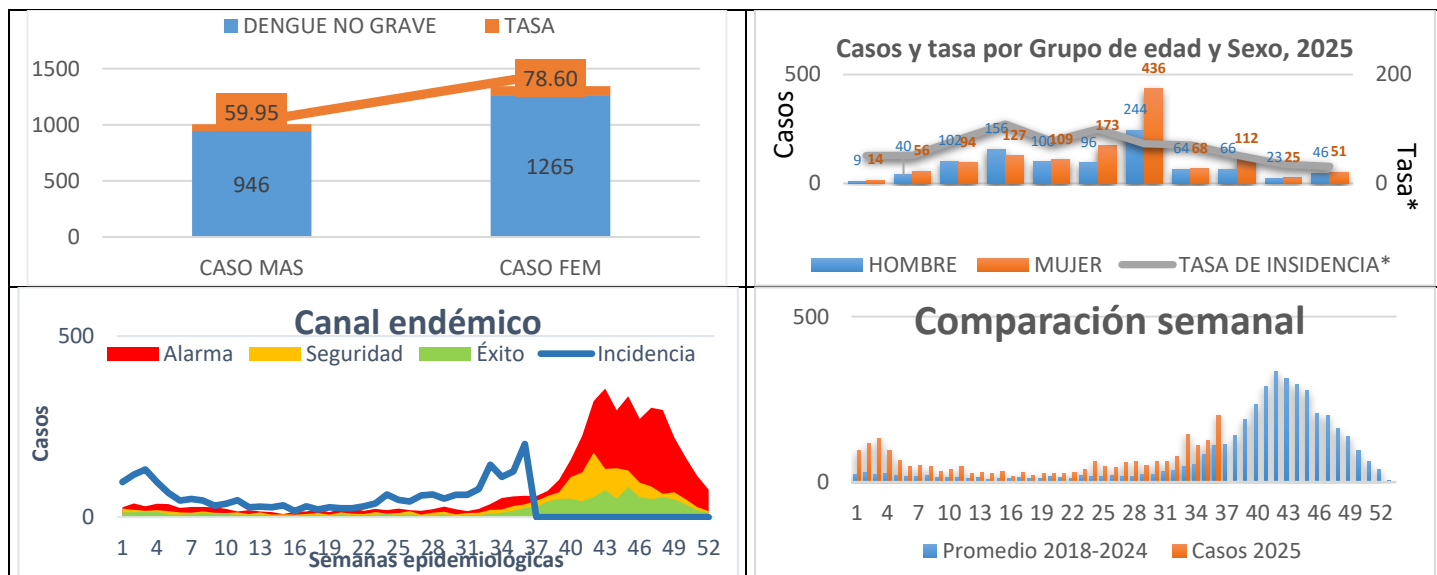 DENGUE NO GRAVE TASA
1500
1000
500
0
59.95
78.60
946
1265
CASO MAS CASO FEM
Casos y tasa por Grupo de edad y Sexo, 2025
500
0
Casos
200
0
Tasa*
9 14 40 56 102 94 156 127 100 109 96 173 244 436 64 68 66 112 23 25 46 51
HOMBRE MUJER TASA DE INSIDENCIA*
Canal endémico
Alarma Seguridad Éxito Incidencia
500
0
Casos
1 4 7 10 13 16 19 22 25 28 31 34 37 40 43 46 49 52
Semanas epidemiológicas
Comparación semanal
500
0
1 4 7 10 13 16 19 22 25 28 31 34 37 40 43 46 49 52
Promedio 2018-2024 Casos 2025